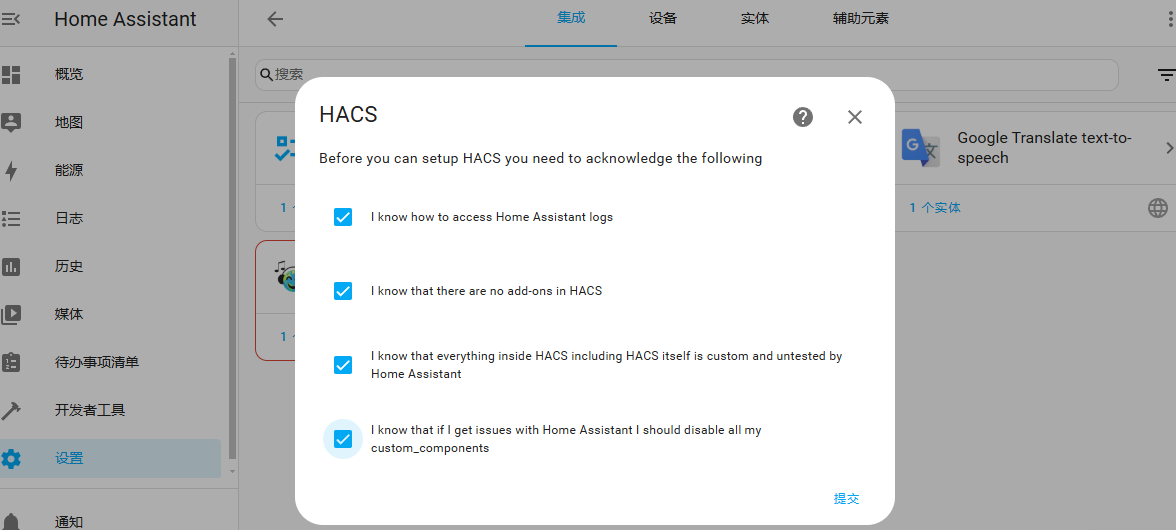 Home Assistant
集成
设备
实体
辅助元素
概览
地图
能源
日志
历史
媒体
待办事项清单
开发者工具
设置
通知
搜索
HACS
Before you can setup HACS you need to acknowledge the following
I know how to access Home Assistant logs
I know that there are no add-ons in HACS
I know that everything inside HACS including HACS itself is custom and untested by
Home Assistant
I know that if I get issues with Home Assistant I should disable all my
custom_components
提交
Google Translate text-to-
speech
1 个实体
1
1